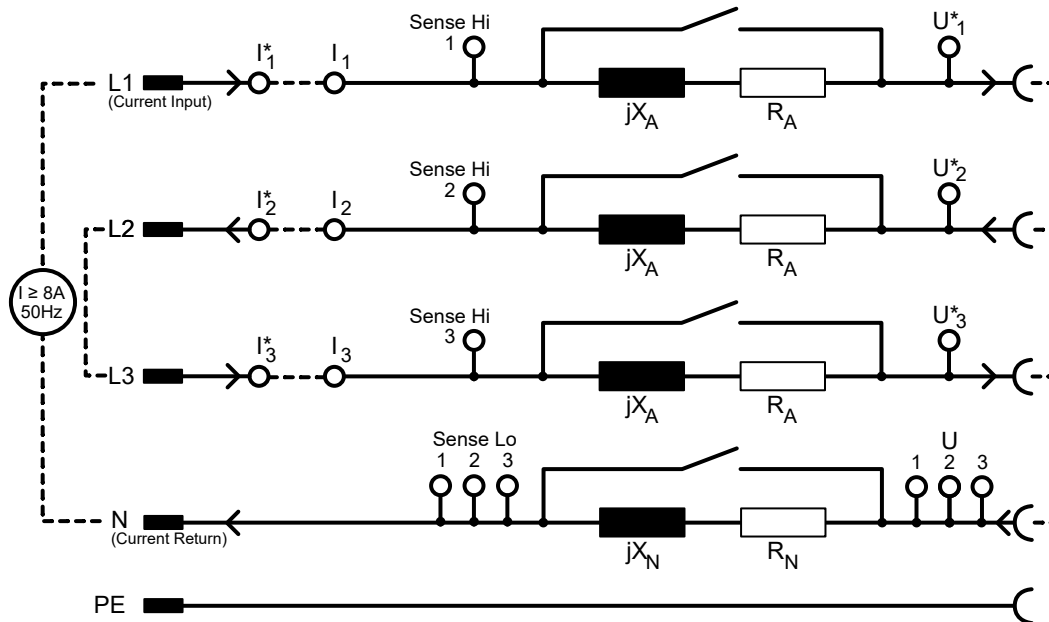 Sense Hi
1
U*1
L1
(Current Input)
I*1
I1
jXA
RA
Sense Hi
2
U*2
L2
I*2
I2
jXA
RA
I ≥ 8A
50Hz
Sense Hi
3
U*3
L3
I*3
I3
jXA
RA
Sense Lo
1 2 3
U
1 2 3
N
(Current Return)
jXN
RN
PE